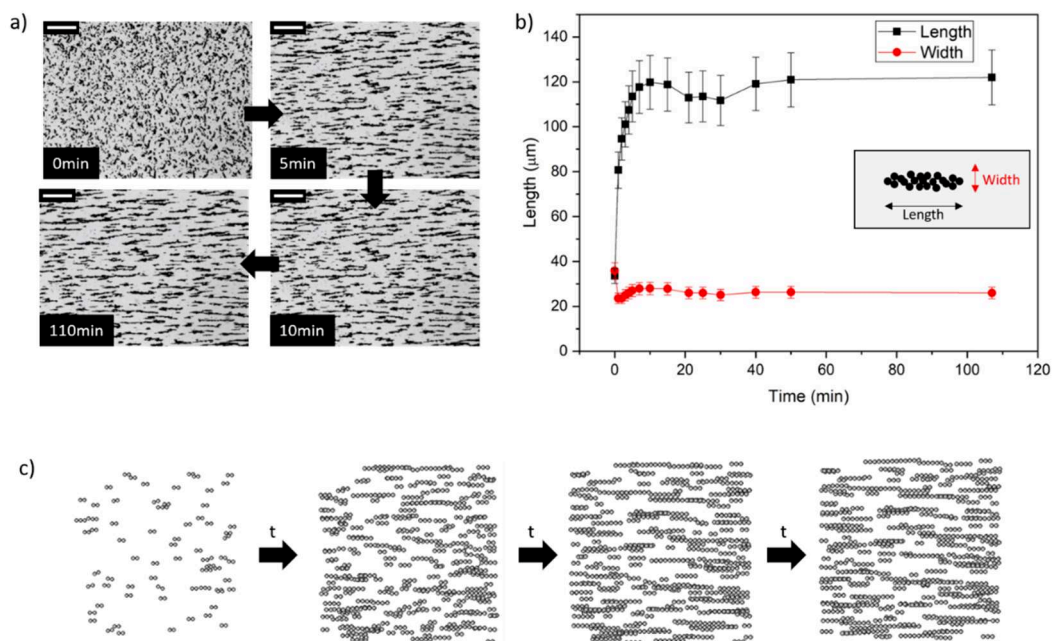 a)
0min
5min
110min
10min
b)
Length
Width
Length (μm)
140
120
100
80
60
40
20
0
Width
Length
0
20
40
60
80
100
120
Time (min)
c)
t
t
t